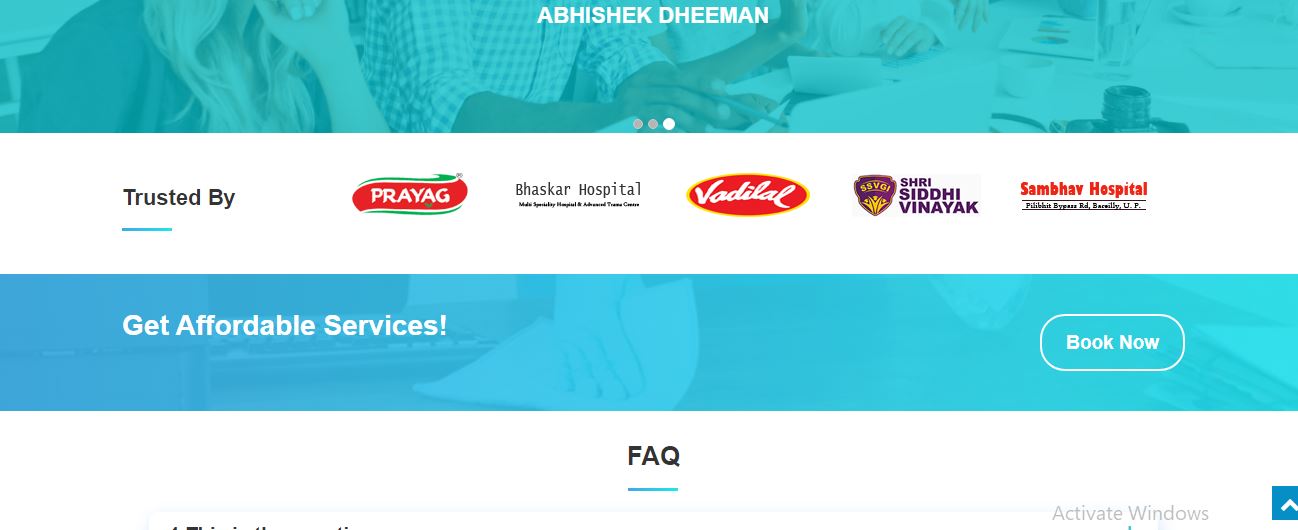 ABHISHEK DHEEMAN
Trusted By
PRAYAG
®
Bhaskar Hospital
Multi Speciality Hospital & Advanced Trauma Centre
Vadilal
SSVGI
SHRI
SIDDHI
VINAYAK
Sambhav Hospital
Pilibhit Bypass Rd, Bareilly, U. P.
Get Affordable Services!
Book Now
FAQ
Activate Windows